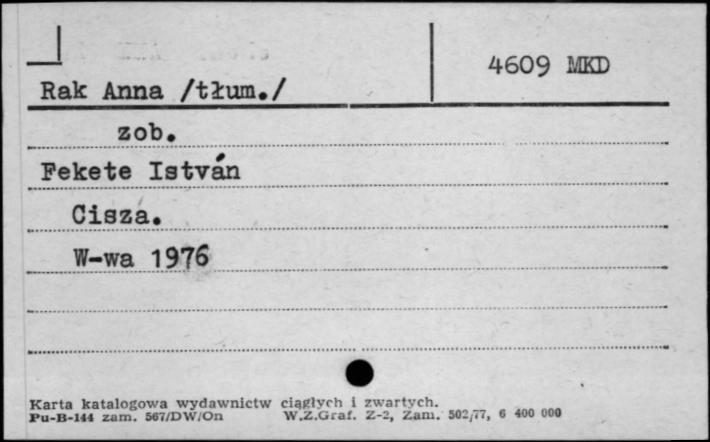 4609 MKD
Rak Anna /tłum./
zob.
Fekete István
Cisza.
W-wa 1976
Karta katalogowa wydawnictw ciągłych i zwartych.
Pu-B-144 zam. 567/DW/On W.Z.Graf. Z-2, Zam. 502/77, 6 400 000